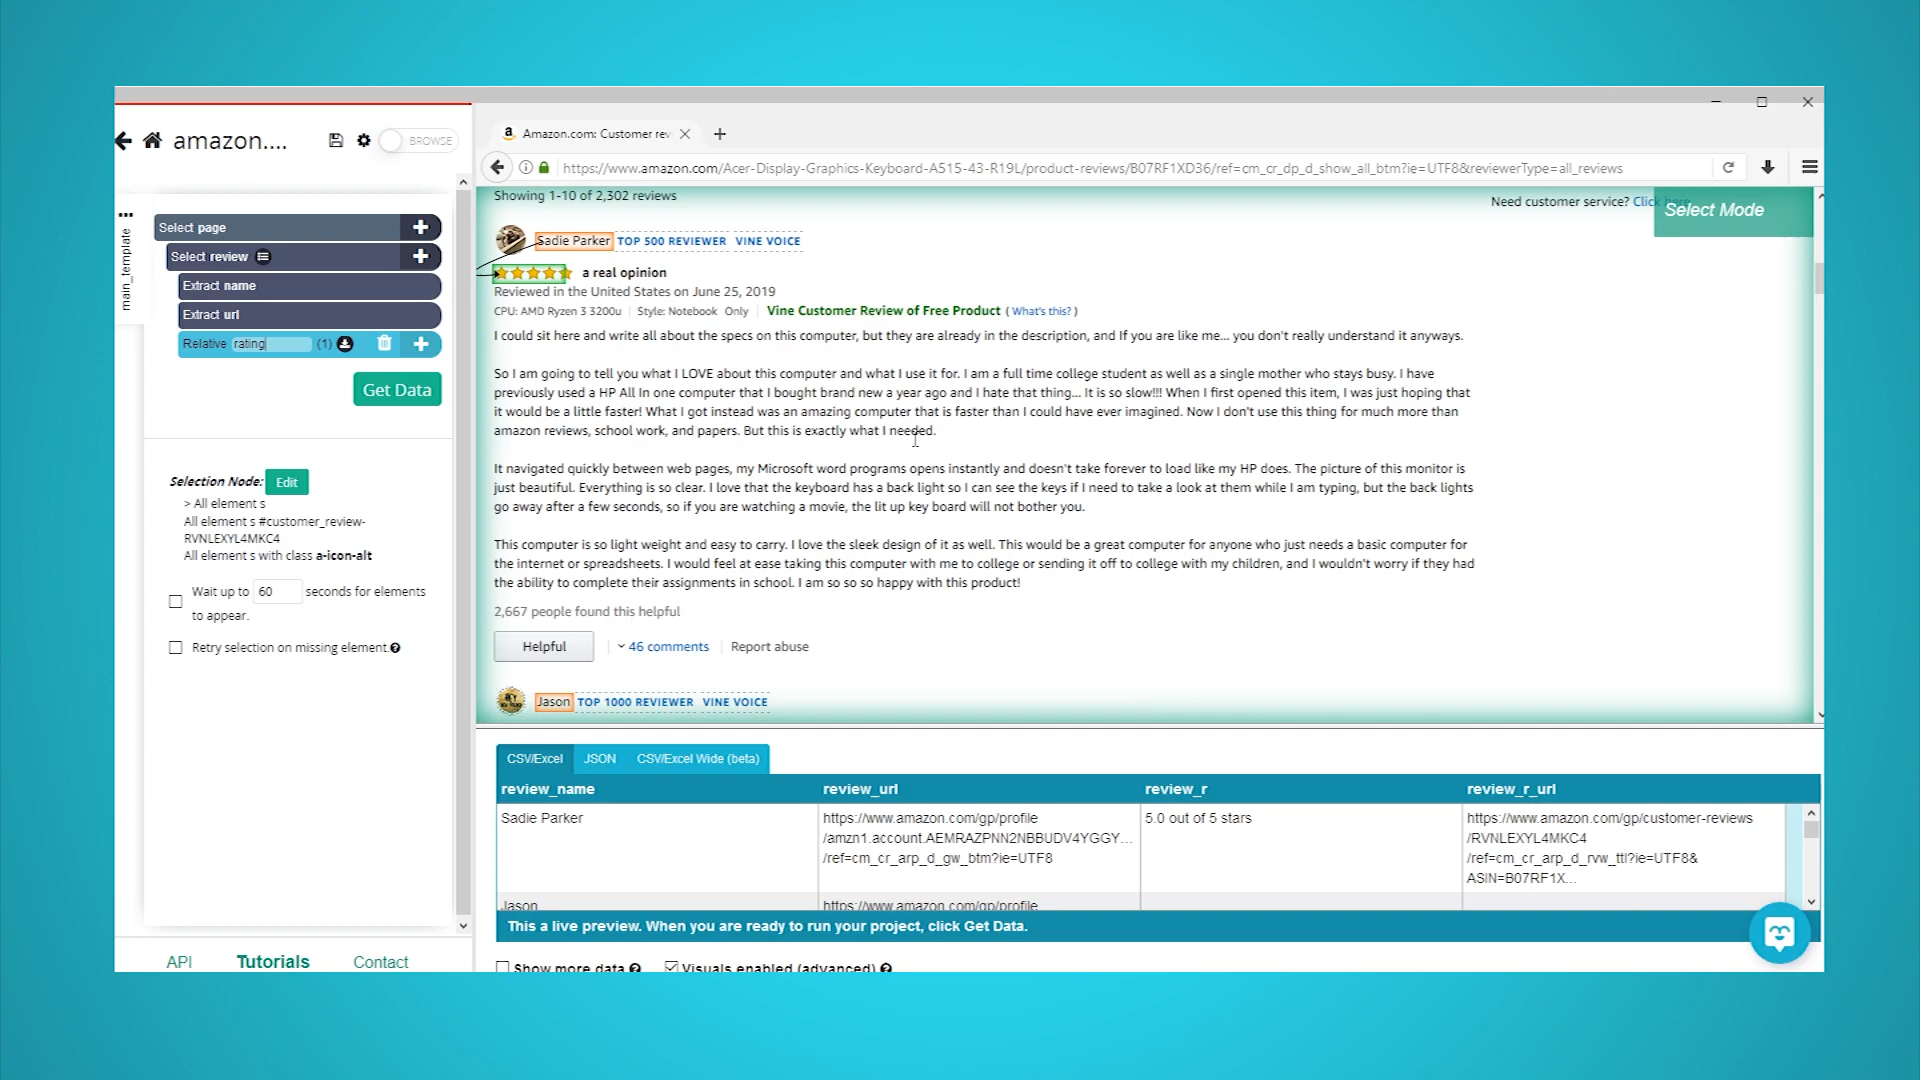 amazon....
BROWSE
main_template
Select page
Select review
Extract name
Extract url
Relative rating (1)
Get Data
Selection Node: Edit
> All element s
All element s #customer_review-
RVNLEXYL4MKC4
All element s with class a-icon-alt
Wait up to 60 seconds for elements
to appear.
Retry selection on missing element.
API Tutorials Contact
Amazon.com: Customer rev
https://www.amazon.com/Acer-Display-Graphics-Keyboard-A515-43-R19L/product-reviews/B07RF1XD36/ref=cm_cr_dp_d_show_all_btm?ie=UTF8&reviewerType=all_reviews
Showing 1-10 of 2,302 reviews
Need customer service? Click here
Select Mode
Sadie Parker TOP 500 REVIEWER VINE VOICE
a real opinion
Reviewed in the United States on June 25, 2019
CPU: AMD Ryzen 3 3200u | Style: Notebook Only | Vine Customer Review of Free Product ( What's this? )
I could sit here and write all about the specs on this computer, but they are already in the description, and If you are like me... you don't really understand it anyways.
So I am going to tell you what I LOVE about this computer and what I use it for. I am a full time college student as well as a single mother who stays busy. I have
previously used a HP All In one computer that I bought brand new a year ago and I hate that thing... It is so slow!!! When I first opened this item, I was just hoping that
it would be a little faster! What I got instead was an amazing computer that is faster than I could have ever imagined. Now I don't use this thing for much more than
amazon reviews, school work, and papers. But this is exactly what I needed.
It navigated quickly between web pages, my Microsoft word programs opens instantly and doesn't take forever to load like my HP does. The picture of this monitor is
just beautiful. Everything is so clear. I love that the keyboard has a back light so I can see the keys if I need to take a look at them while I am typing, but the back lights
go away after a few seconds, so if you are watching a movie, the lit up key board will not bother you.
This computer is so light weight and easy to carry. I love the sleek design of it as well. This would be a great computer for anyone who just needs a basic computer for
the internet or spreadsheets. I would feel at ease taking this computer with me to college or sending it off to college with my children, and I wouldn't worry if they had
the ability to complete their assignments in school. I am so so so happy with this product!
2,667 people found this helpful
Helpful | 46 comments | Report abuse
Jason TOP 1000 REVIEWER VINE VOICE
CSV/Excel JSON CSV/Excel Wide (beta)
review_name review_url review_r review_r_url
Sadie Parker https://www.amazon.com/gp/profile 5.0 out of 5 stars https://www.amazon.com/gp/customer-reviews
/amzn1.account.AEMRAZPNN2NBBUDV4YGGY... /RVNLEXYL4MKC4
/ref=cm_cr_arp_d_gw_btm?ie=UTF8 /ref=cm_cr_arp_d_rvw_ttl?ie=UTF8&
ASIN=B07RF1X...
Jason https://www.amazon.com/gp/profile
This a live preview. When you are ready to run your project, click Get Data.
Show more data Visuals enabled (advanced)